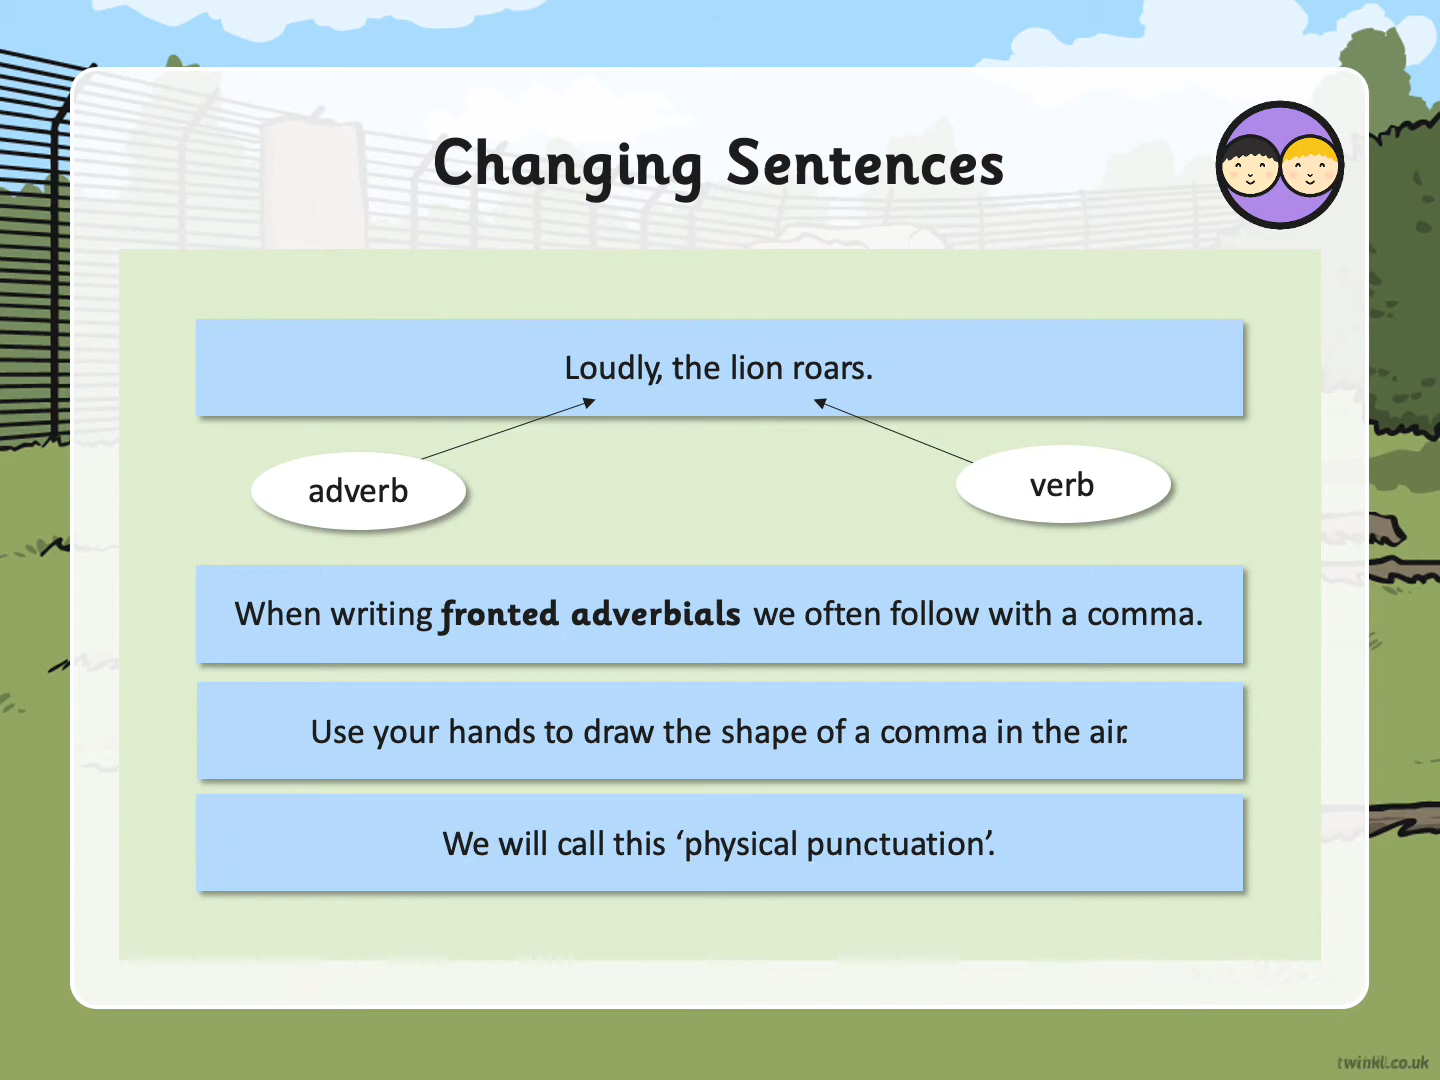 Changing Sentences
Loudly, the lion roars.
adverb
verb
When writing fronted adverbials we often follow with a comma.
Use your hands to draw the shape of a comma in the air.
We will call this ‘physical punctuation’.
twinkl.co.uk